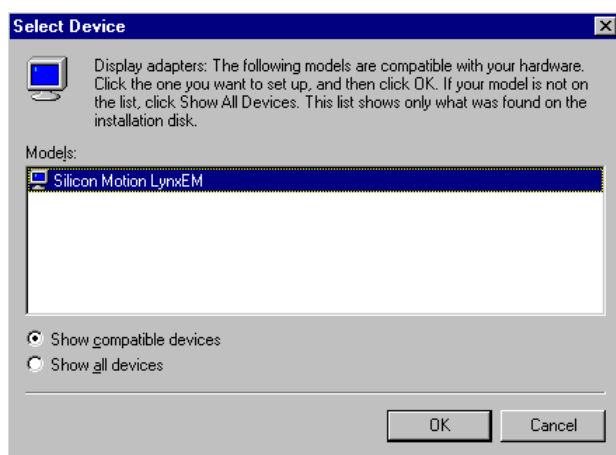 Select Device
Display adapters: The following models are compatible with your hardware.
Click the one you want to set up, and then click OK. If your model is not on
the list, click Show All Devices. This list shows only what was found on the
installation disk.
Models:
Silicon Motion LynxEM
Show compatible devices
Show all devices
OK
Cancel